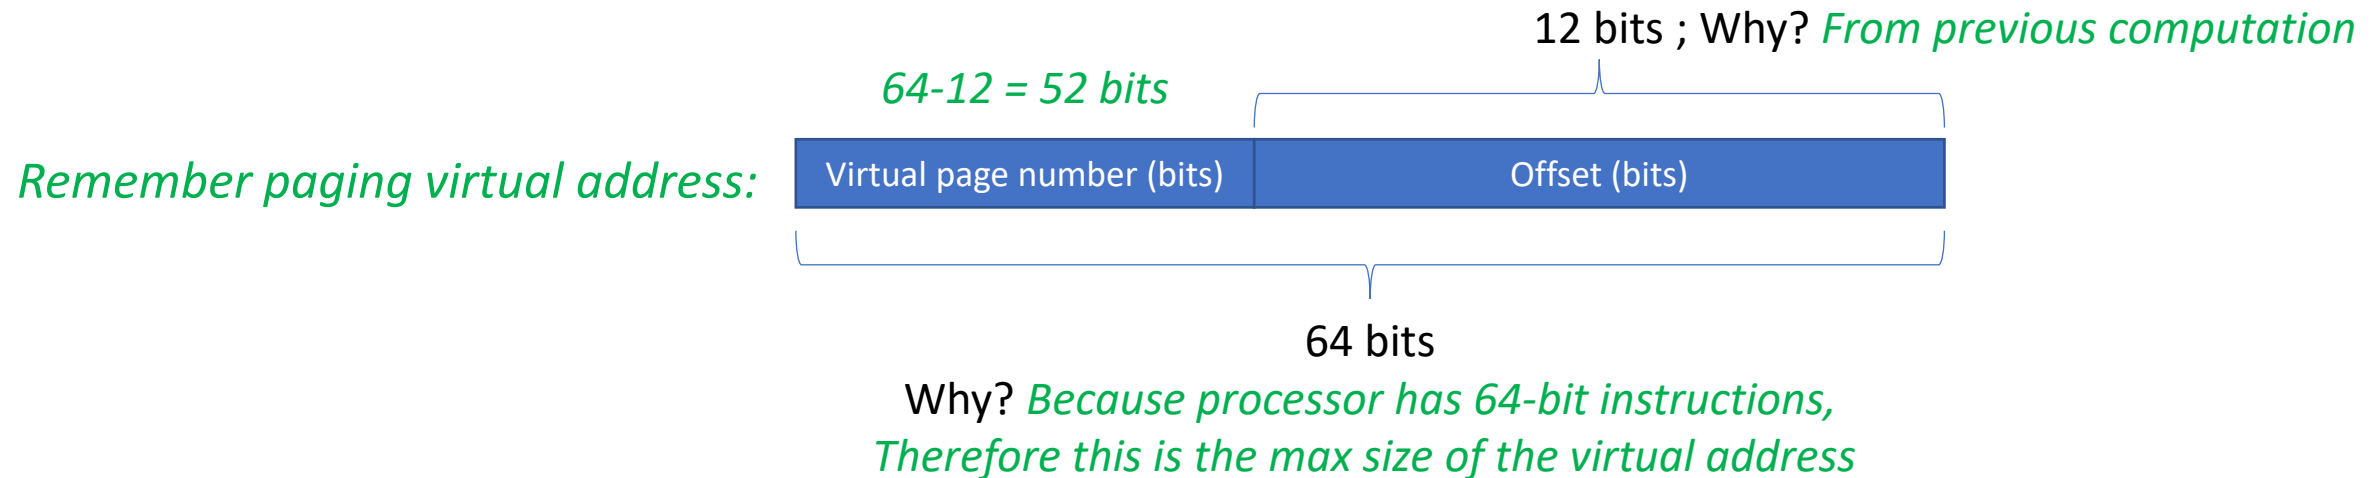 12 bits ; Why? From previous computation
64-12 = 52 bits
Remember paging virtual address:
Virtual page number (bits)
Offset (bits)
64 bits
Why? Because processor has 64-bit instructions,
Therefore this is the max size of the virtual address